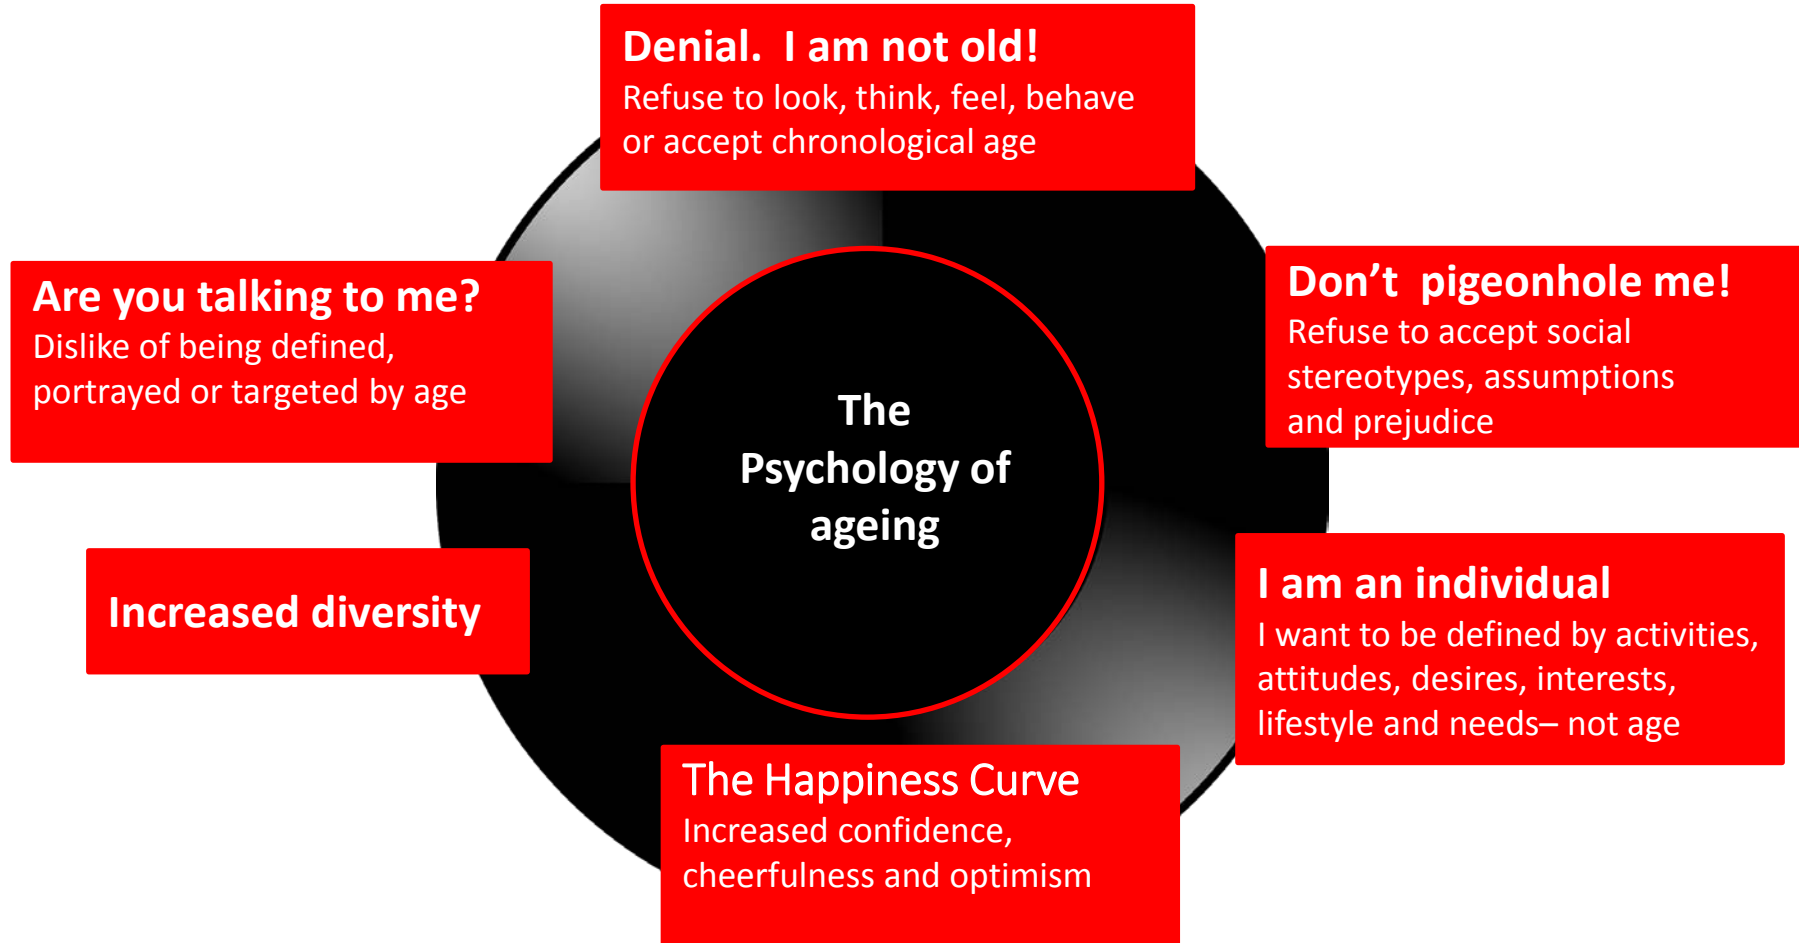 Denial.  I am not old!
Refuse to look, think, feel, behave
or accept chronological age
Are you talking to me?
Dislike of being defined,
portrayed or targeted by age
Don’t  pigeonhole me!
Refuse to accept social
stereotypes, assumptions
and prejudice
The
Psychology of
ageing
Increased diversity
I am an individual
I want to be defined by activities,
attitudes, desires, interests,
lifestyle and needs– not age
The Happiness Curve
Increased confidence,
cheerfulness and optimism